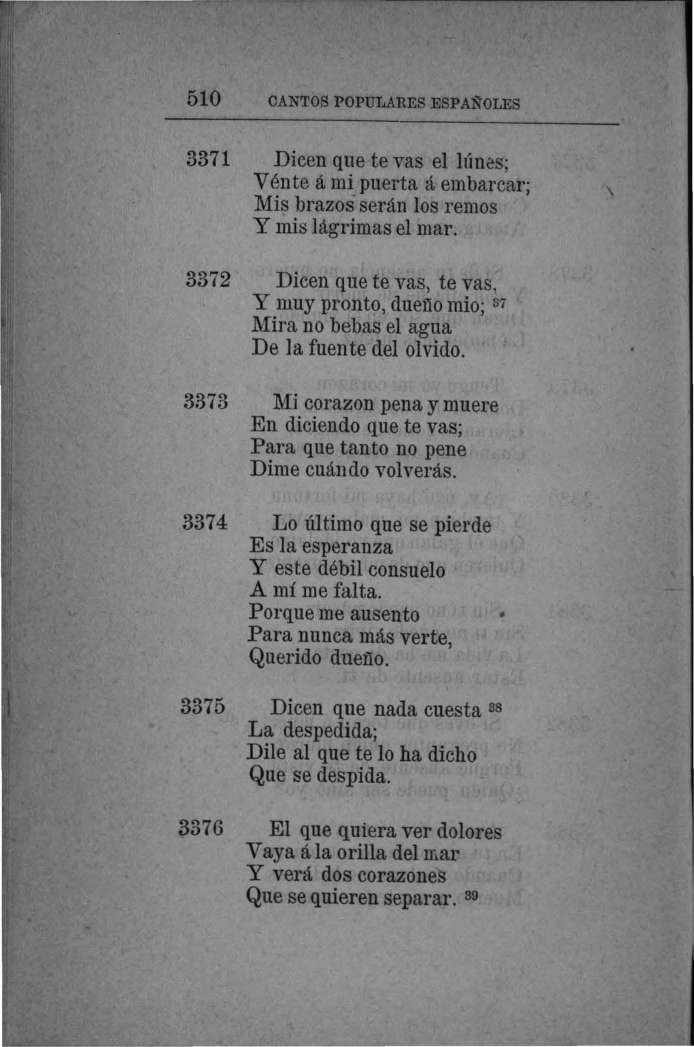 510 CANTOS POPULARES ESPAÑOLES
3371 Dicen que te vas el lúnes;
Vénte á mi puerta á embarcar;
Mis brazos serán los remos
Y mis lágrimas el mar.
3372 Dicen que te vas, te vas,
Y muy pronto, dueño mio; 37
Mira no bebas el agua
De la fuente del olvido.
3373 Mi corazon pena y muere
En diciendo que te vas;
Para que tanto no pene
Dime cuándo volverás.
3374 Lo último que se pierde
Es la esperanza
Y este débil consuelo
A mí me falta.
Porque me ausento
Para nunca más verte,
Querido dueño.
3375 Dicen que nada cuesta 38
La despedida;
Dile al que te lo ha dicho
Que se despida.
3376 El que quiera ver dolores
Vaya á la orilla del mar
Y verá dos corazones
Que se quieren separar. 39